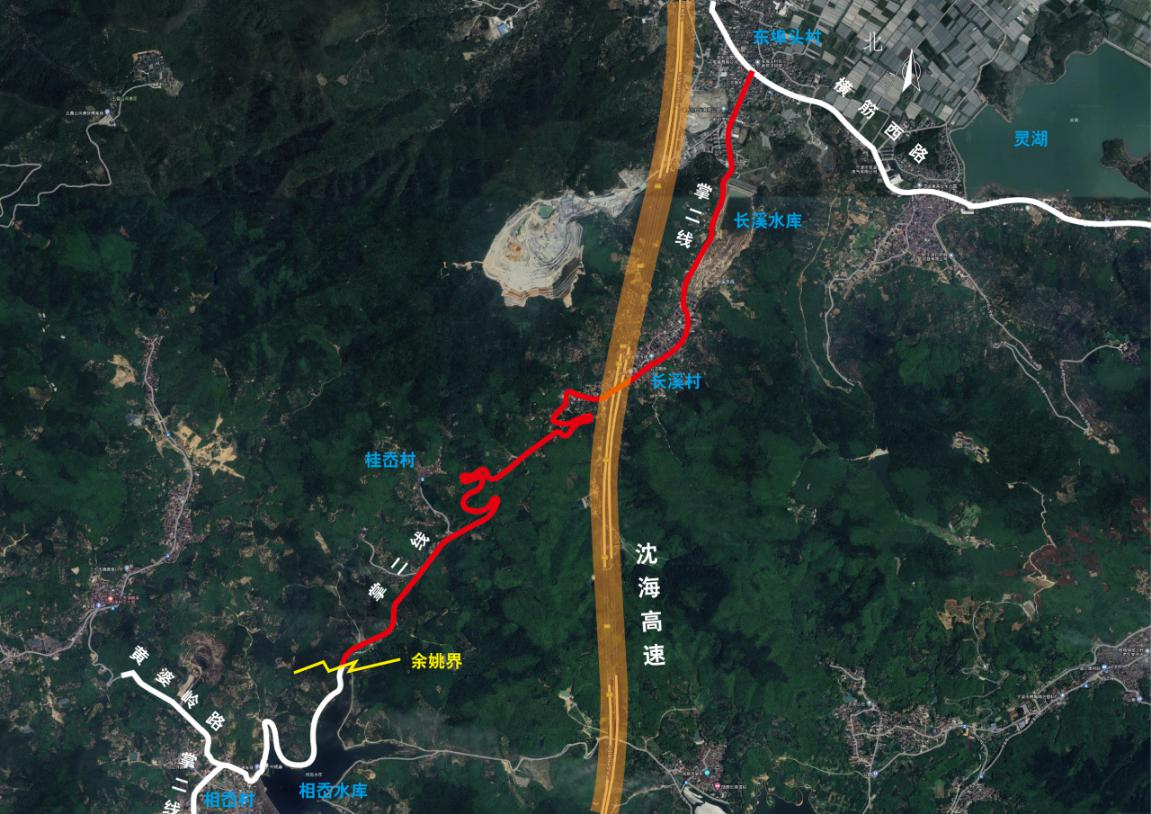 东埠头村
北
横筋西路
灵湖
掌二线
长溪水库
长溪村
桂岙村
掌二线
沈海高速
余姚界
黄婆岭路
掌二线
相岙村
相岙水库